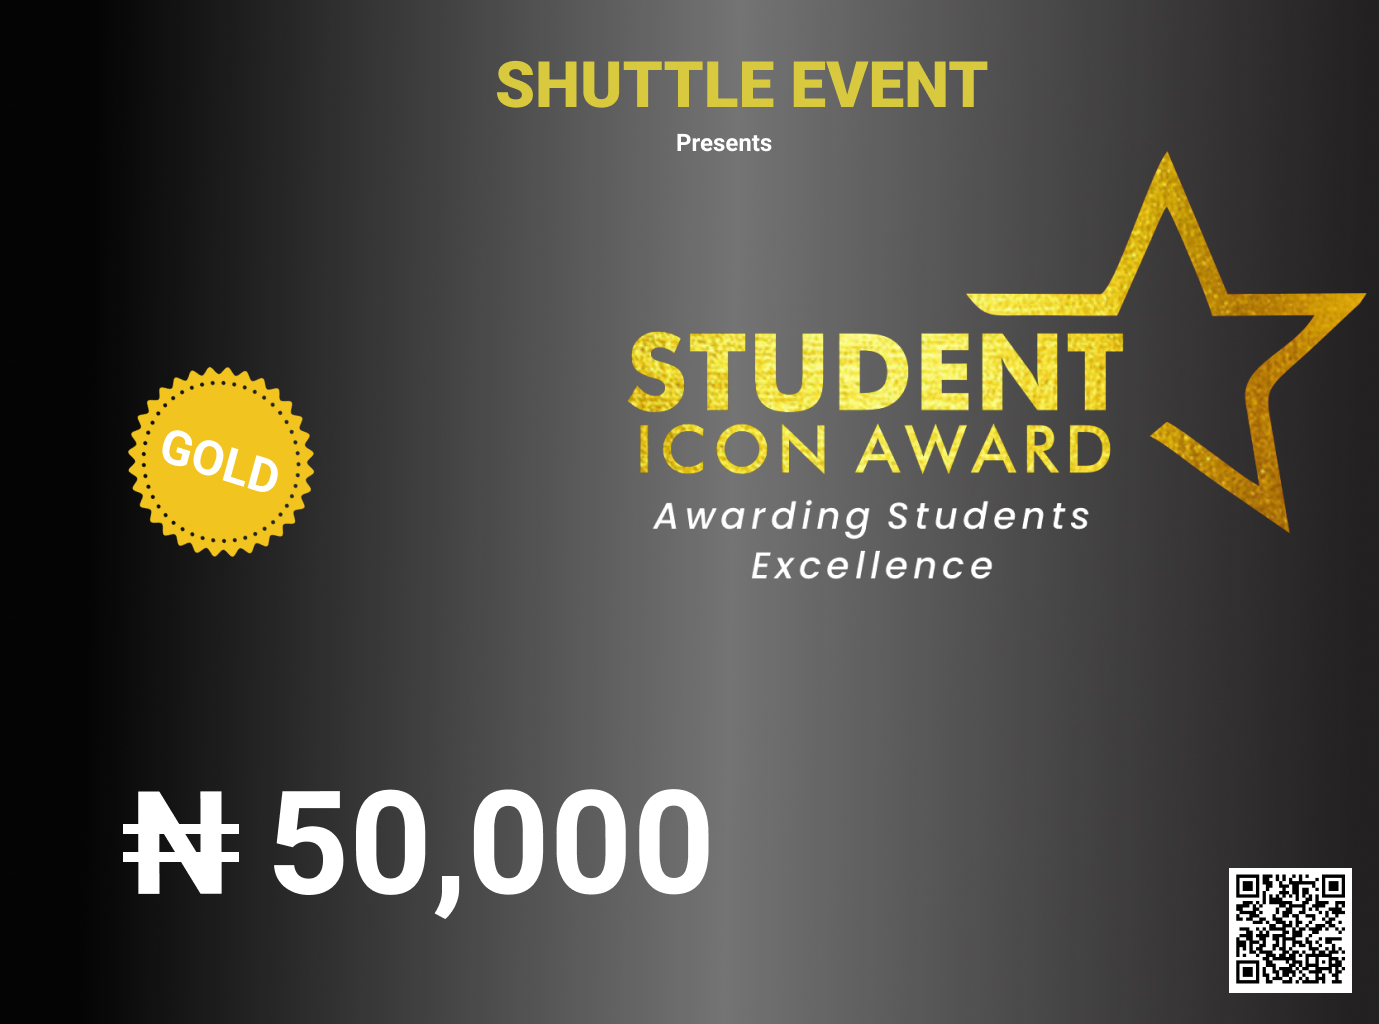 SHUTTLE EVENT
Presents
STUDENT
ICON AWARD
Awarding Students
Excellence
GOLD
₦ 50,000